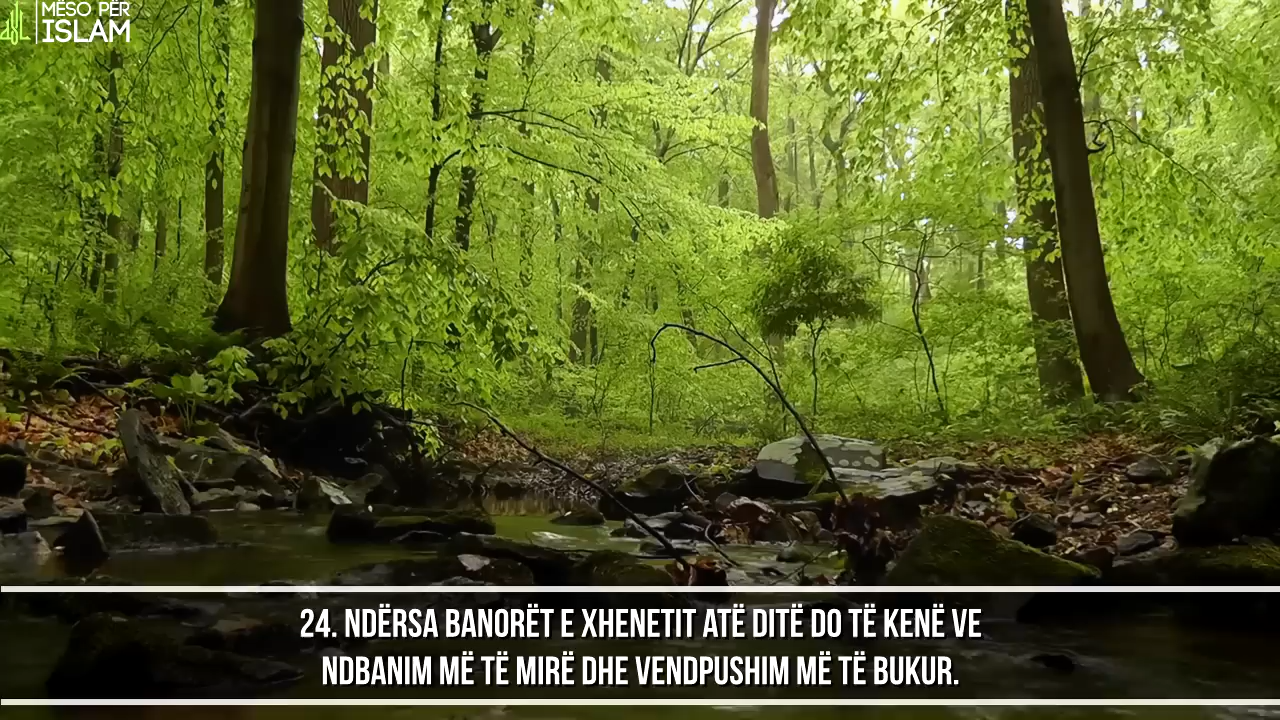 MËSO PËR
ISLAM
24. NDËRSA BANORËT E XHENETIT ATË DITË DO TË KENË VE
NDBANIM MË TË MIRË DHE VENDPUSHIM MË TË BUKUR.